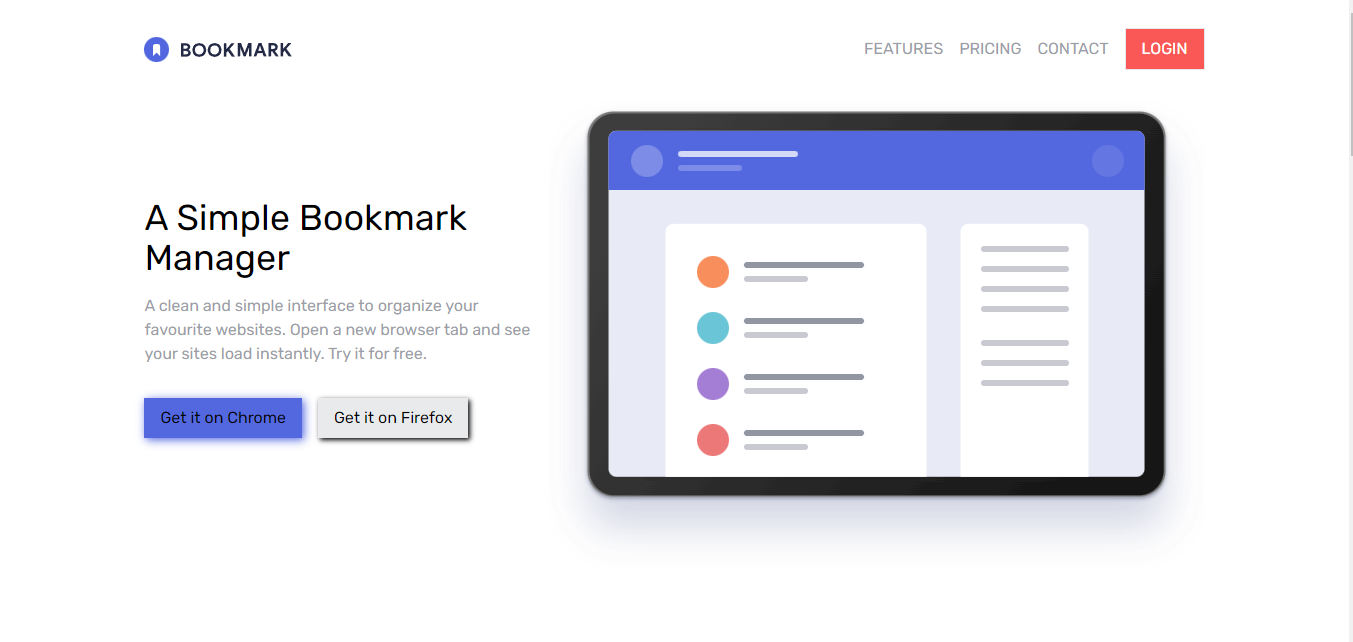 BOOKMARK
FEATURES PRICING CONTACT LOGIN
A Simple Bookmark
Manager
A clean and simple interface to organize your
favourite websites. Open a new browser tab and see
your sites load instantly. Try it for free.
Get it on Chrome Get it on Firefox